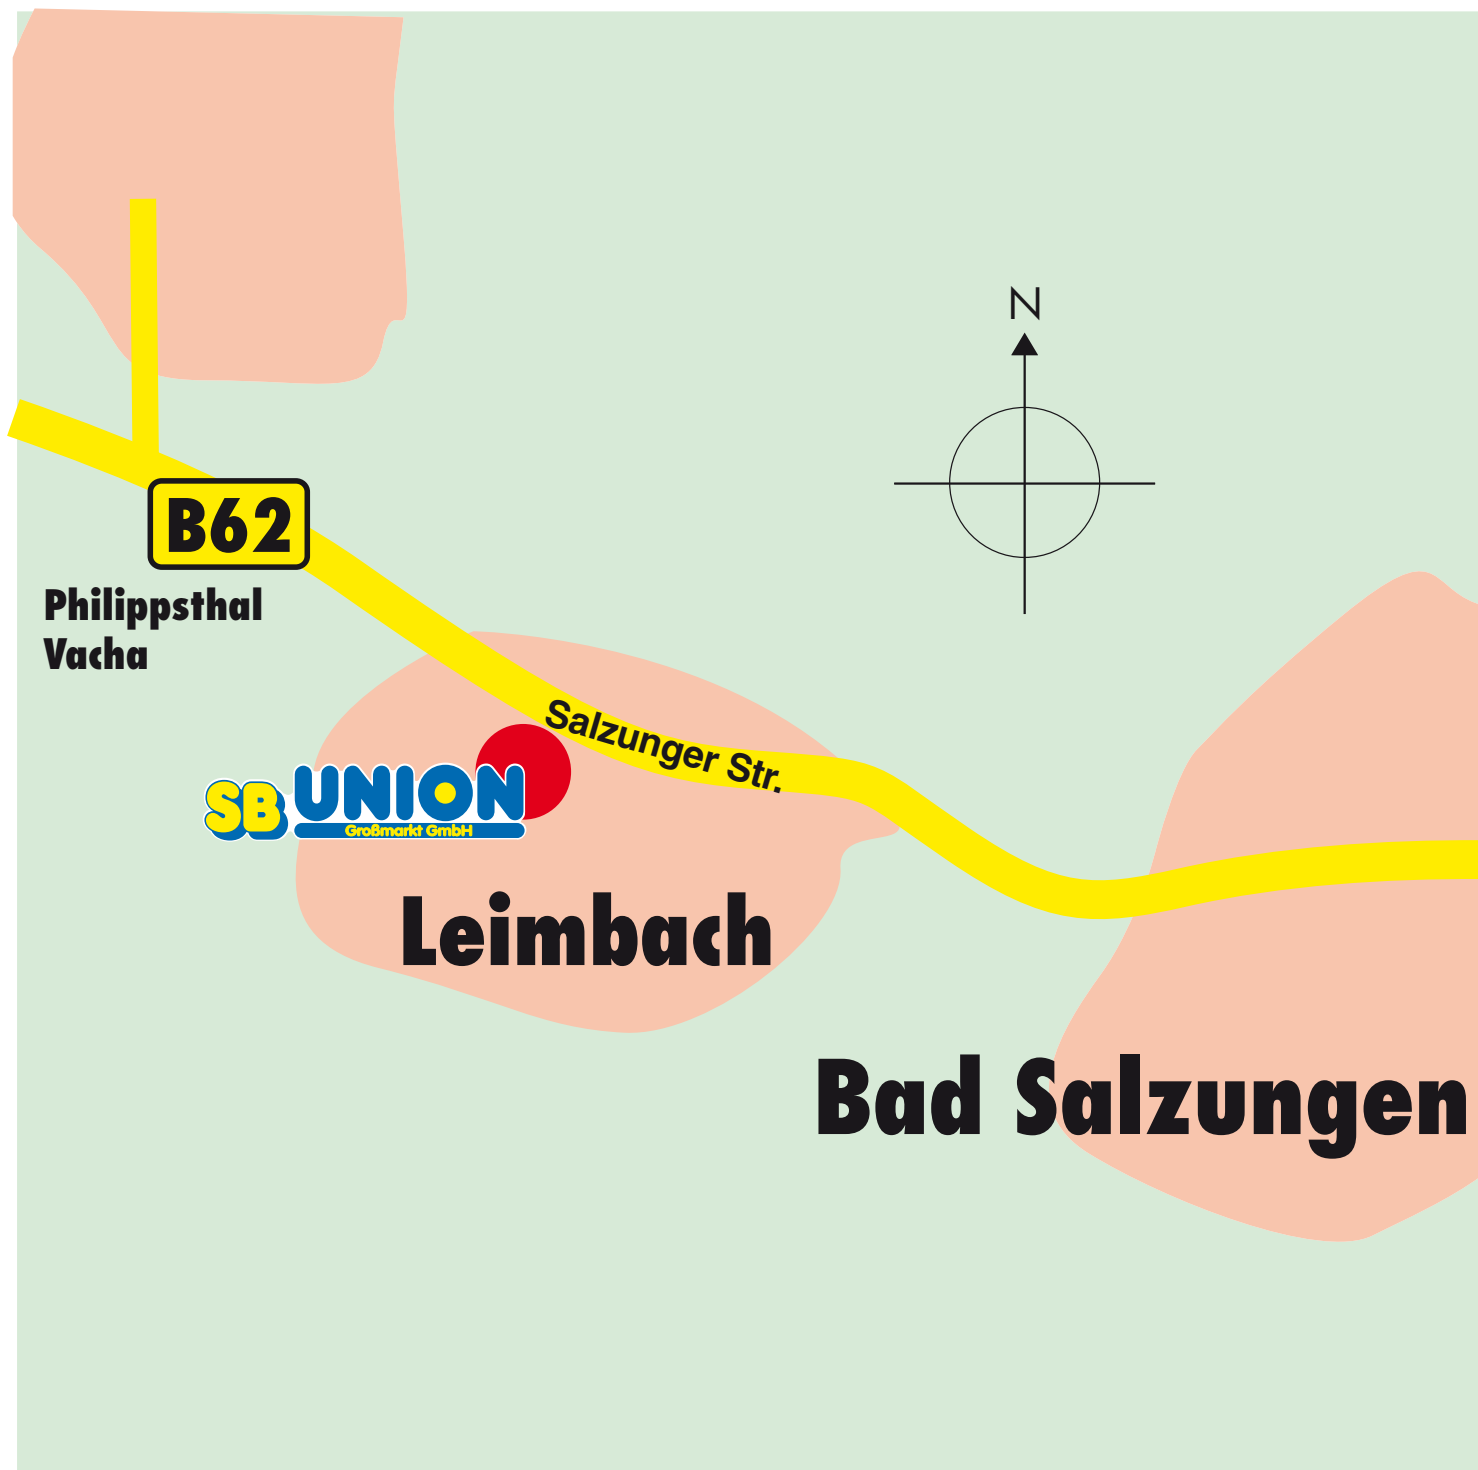 N
B62
Philippsthal
Vacha
Salzunger Str.
SB UNION
Großmarkt GmbH
Leimbach
Bad Salzungen